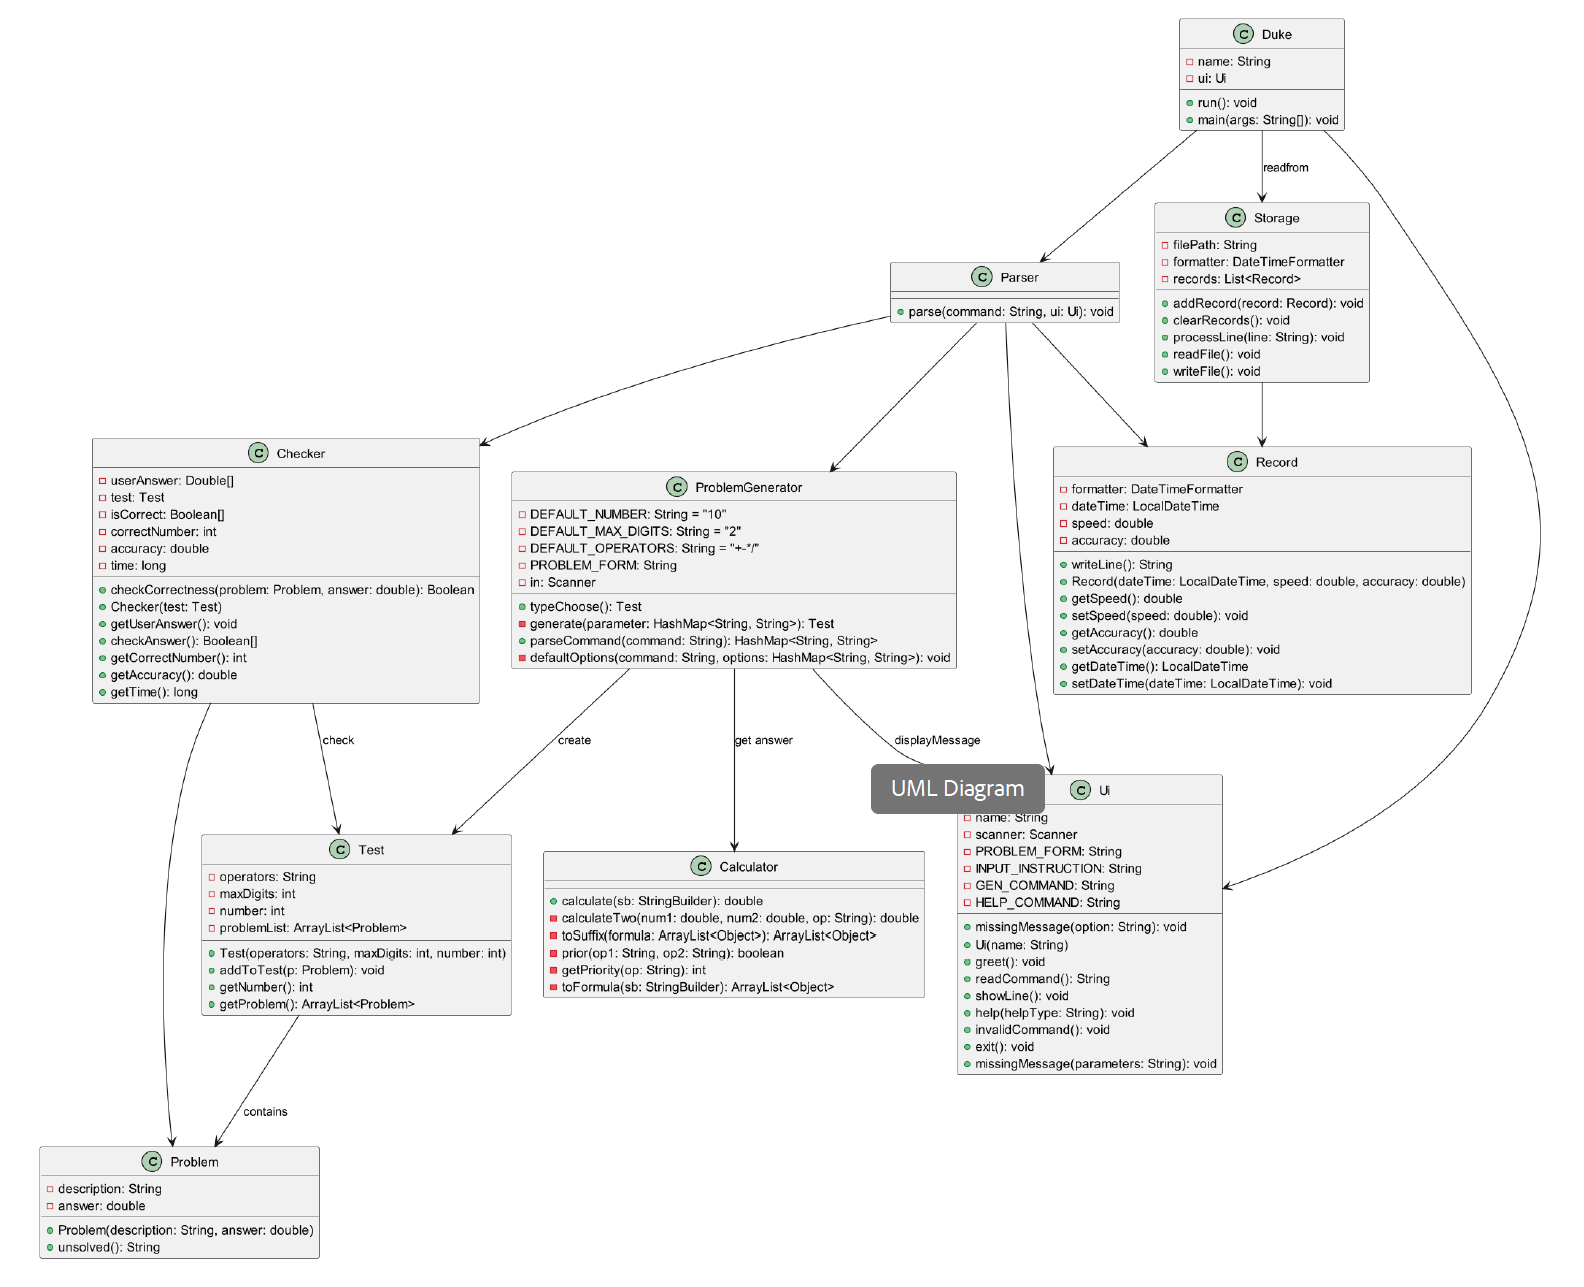 C Duke
name: String
ui: Ui
run(): void
main(args: String[]): void
readfrom
C Storage
filePath: String
formatter: DateTimeFormatter
records: List<Record>
addRecord(record: Record): void
clearRecords(): void
processLine(line: String): void
readFile(): void
writeFile(): void
C Parser
parse(command: String, ui: Ui): void
C Checker
userAnswer: Double[]
test: Test
isCorrect: Boolean[]
correctNumber: int
accuracy: double
time: long
checkCorrectness(problem: Problem, answer: double): Boolean
Checker(test: Test)
getUserAnswer(): void
checkAnswer(): Boolean[]
getCorrectNumber(): int
getAccuracy(): double
getTime(): long
C ProblemGenerator
DEFAULT_NUMBER: String = "10"
DEFAULT_MAX_DIGITS: String = "2"
DEFAULT_OPERATORS: String = "+-*/"
PROBLEM_FORM: String
in: Scanner
typeChoose(): Test
generate(parameter: HashMap<String, String>): Test
parseCommand(command: String): HashMap<String, String>
defaultOptions(command: String, options: HashMap<String, String>): void
C Record
formatter: DateTimeFormatter
dateTime: LocalDateTime
speed: double
accuracy: double
writeLine(): String
Record(dateTime: LocalDateTime, speed: double, accuracy: double)
getSpeed(): double
setSpeed(speed: double): void
getAccuracy(): double
setAccuracy(accuracy: double): void
getDateTime(): LocalDateTime
setDateTime(dateTime: LocalDateTime): void
check
create
get answer
displayMessage
UML Diagram
C Test
operators: String
maxDigits: int
number: int
problemList: ArrayList<Problem>
Test(operators: String, maxDigits: int, number: int)
addToTest(p: Problem): void
getNumber(): int
getProblem(): ArrayList<Problem>
C Calculator
calculate(sb: StringBuilder): double
calculateTwo(num1: double, num2: double, op: String): double
toSuffix(formula: ArrayList<Object>): ArrayList<Object>
prior(op1: String, op2: String): boolean
getPriority(op: String): int
toFormula(sb: StringBuilder): ArrayList<Object>
C Ui
name: String
scanner: Scanner
PROBLEM_FORM: String
INPUT_INSTRUCTION: String
GEN_COMMAND: String
HELP_COMMAND: String
missingMessage(option: String): void
Ui(name: String)
greet(): void
readCommand(): String
showLine(): void
help(helpType: String): void
invalidCommand(): void
exit(): void
missingMessage(parameters: String): void
contains
C Problem
description: String
answer: double
Problem(description: String, answer: double)
unsolved(): String